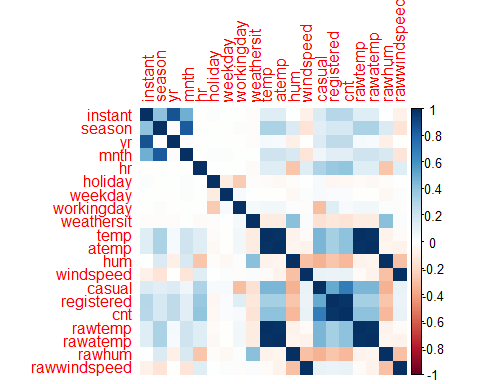 instant
season
yr
mnth
hr
holiday
weekday
workingday
weathersit
temp
atemp
hum
windspeed
casual
registered
cnt
rawtemp
rawatemp
rawhum
rawwindspeed
instant
season
yr
mnth
hr
holiday
weekday
workingday
weathersit
temp
atemp
hum
windspeed
casual
registered
cnt
rawtemp
rawatemp
rawhum
rawwindspeed
1
0.8
0.6
0.4
0.2
0
-0.2
-0.4
-0.6
-0.8
-1